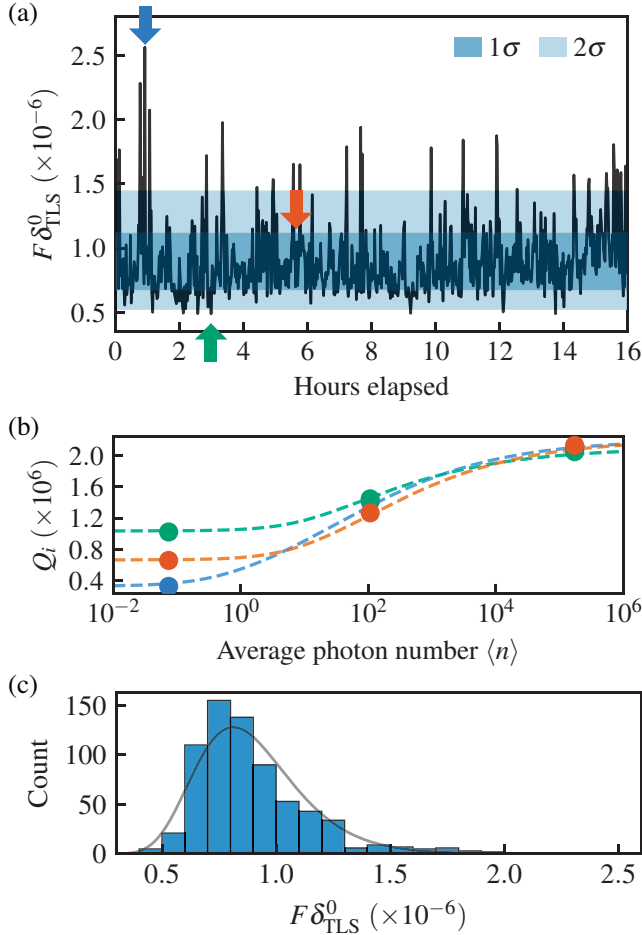 (a)
1σ 2σ
2.5
2.0
1.5
1.0
0.5
Fδ⁰_TLS (×10⁻⁶)
0 2 4 6 8 10 12 14 16
Hours elapsed
(b)
2.0
1.6
1.2
0.8
0.4
Q_i (×10⁶)
10⁻² 10⁰ 10² 10⁴ 10⁶
Average photon number ⟨n⟩
(c)
150
100
50
0
Count
0.5 1.0 1.5 2.0 2.5
Fδ⁰_TLS (×10⁻⁶)